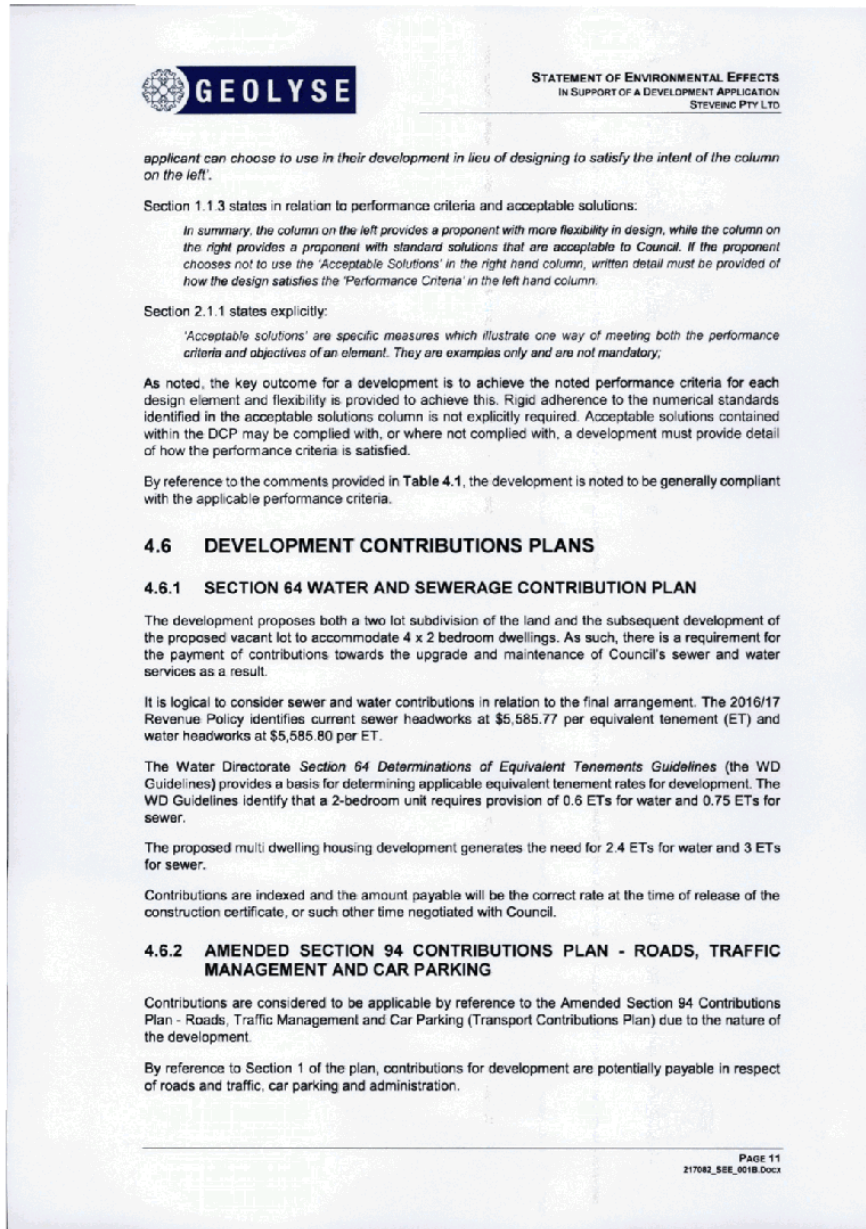 GEOLYSE
STATEMENT OF ENVIRONMENTAL EFFECTS
IN SUPPORT OF A DEVELOPMENT APPLICATION
STEVEINC PTY LTD
applicant can choose to use in their development in lieu of designing to satisfy the intent of the column
on the left'.
Section 1.1.3 states in relation to performance criteria and acceptable solutions:
In summary, the column on the left provides a proponent with more flexibility in design, while the column on
the right provides a proponent with standard solutions that are acceptable to Council. If the proponent
chooses not to use the 'Acceptable Solutions' in the right hand column, written detail must be provided of
how the design satisfies the 'Performance Criteria' in the left hand column.
Section 2.1.1 states explicitly:
'Acceptable solutions' are specific measures which illustrate one way of meeting both the performance
criteria and objectives of an element. They are examples only and are not mandatory;
As noted, the key outcome for a development is to achieve the noted performance criteria for each
design element and flexibility is provided to achieve this. Rigid adherence to the numerical standards
identified in the acceptable solutions column is not explicitly required. Acceptable solutions contained
within the DCP may be complied with, or where not complied with, a development must provide detail
of how the performance criteria is satisfied.
By reference to the comments provided in Table 4.1, the development is noted to be generally compliant
with the applicable performance criteria.
4.6 DEVELOPMENT CONTRIBUTIONS PLANS
4.6.1 SECTION 64 WATER AND SEWERAGE CONTRIBUTION PLAN
The development proposes both a two lot subdivision of the land and the subsequent development of
the proposed vacant lot to accommodate 4 x 2 bedroom dwellings. As such, there is a requirement for
the payment of contributions towards the upgrade and maintenance of Council's sewer and water
services as a result.
It is logical to consider sewer and water contributions in relation to the final arrangement. The 2016/17
Revenue Policy identifies current sewer headworks at $5,585.77 per equivalent tenement (ET) and
water headworks at $5,585.80 per ET.
The Water Directorate Section 64 Determinations of Equivalent Tenements Guidelines (the WD
Guidelines) provides a basis for determining applicable equivalent tenement rates for development. The
WD Guidelines identify that a 2-bedroom unit requires provision of 0.6 ETs for water and 0.75 ETs for
sewer.
The proposed multi dwelling housing development generates the need for 2.4 ETs for water and 3 ETs
for sewer.
Contributions are indexed and the amount payable will be the correct rate at the time of release of the
construction certificate, or such other time negotiated with Council.
4.6.2 AMENDED SECTION 94 CONTRIBUTIONS PLAN - ROADS, TRAFFIC
MANAGEMENT AND CAR PARKING
Contributions are considered to be applicable by reference to the Amended Section 94 Contributions
Plan - Roads, Traffic Management and Car Parking (Transport Contributions Plan) due to the nature of
the development.
By reference to Section 1 of the plan, contributions for development are potentially payable in respect
of roads and traffic, car parking and administration.
PAGE 11
217082_SEE_001B.Docx